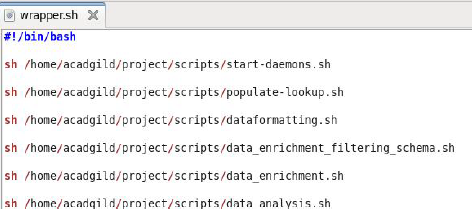 wrapper.sh
#!/bin/bash
sh /home/acadgild/project/scripts/start-daemons.sh
sh /home/acadgild/project/scripts/populate-lookup.sh
sh /home/acadgild/project/scripts/dataformatting.sh
sh /home/acadgild/project/scripts/data_enrichment_filtering_schema.sh
sh /home/acadgild/project/scripts/data_enrichment.sh
sh /home/acadgild/project/scripts/data_analysis.sh